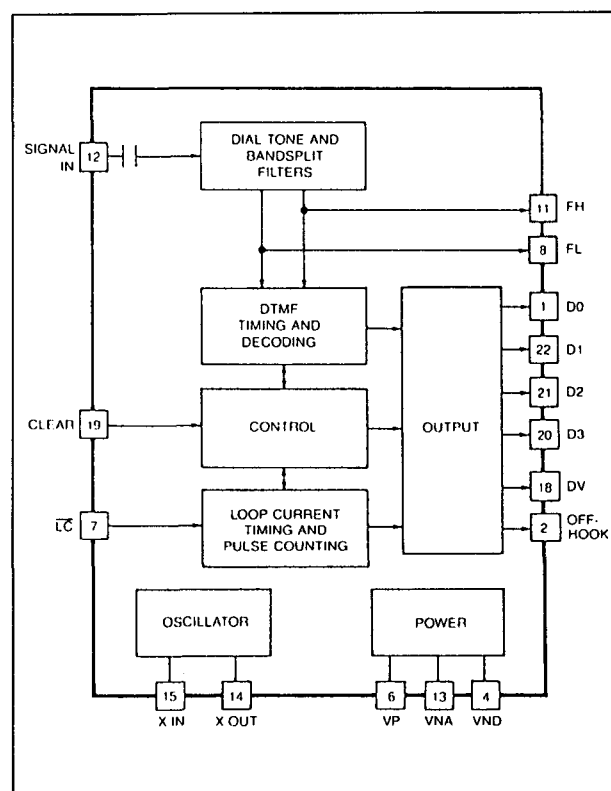 DIAL TONE AND
BANDSPLIT
FILTERS
SIGNAL
IN
12
11
FH
8
FL
DTMF
TIMING AND
DECODING
1
D0
22
D1
21
D2
20
D3
18
DV
2
OFF-
HOOK
OUTPUT
CLEAR
19
CONTROL
LC
7
LOOP CURRENT
TIMING AND
PULSE COUNTING
OSCILLATOR
POWER
15
14
6
13
4
X IN
X OUT
VP
VNA
VND